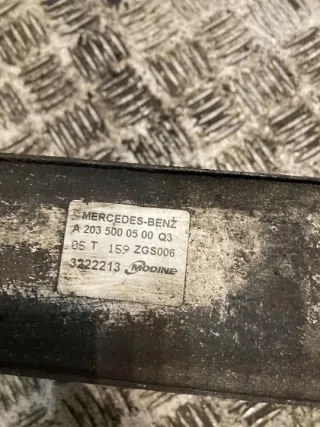 MERCEDES-BENZ
A 203 500 05 00 Q3
05 T 159 ZGS006
3222213 MODINE